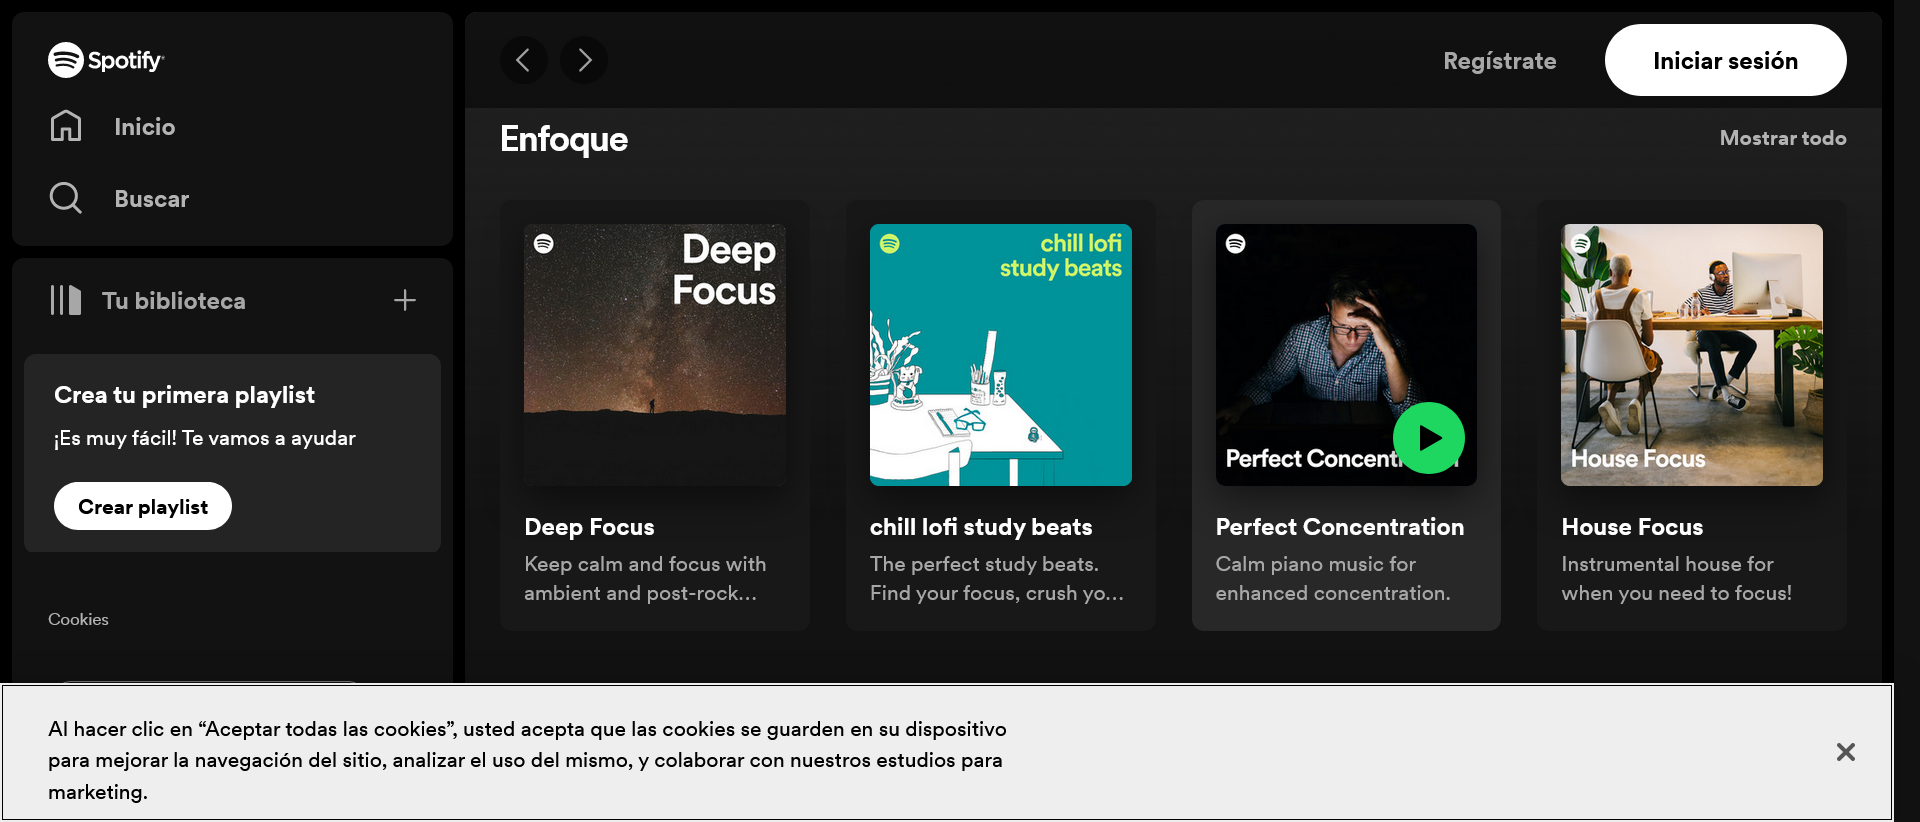 Spotify
Inicio
Buscar
Tu biblioteca
Crea tu primera playlist
¡Es muy fácil! Te vamos a ayudar
Crear playlist
Cookies
Regístrate
Iniciar sesión
Enfoque
Mostrar todo
Deep
Focus
Deep Focus
Keep calm and focus with
ambient and post-rock...
chill lofi
study beats
chill lofi study beats
The perfect study beats.
Find your focus, crush yo...
Perfect Concent
Perfect Concentration
Calm piano music for
enhanced concentration.
House Focus
House Focus
Instrumental house for
when you need to focus!
Al hacer clic en “Aceptar todas las cookies”, usted acepta que las cookies se guarden en su dispositivo
para mejorar la navegación del sitio, analizar el uso del mismo, y colaborar con nuestros estudios para
marketing.